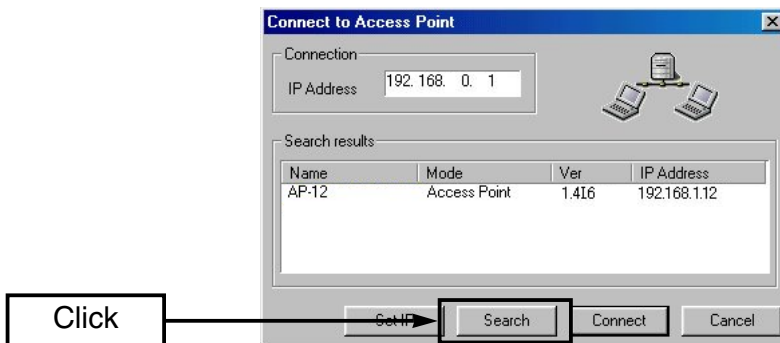 Connect to Access Point
Connection
IP Address 192. 168. 0. 1
Search results
Name Mode Ver IP Address
AP-12 Access Point 1.4I6 192.168.1.12
Click
Set IP Search Connect Cancel